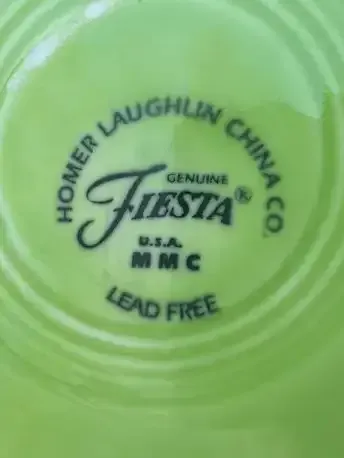 HOMER LAUGHLIN CHINA CO.
GENUINE
FIESTA®
U.S.A.
MMC
LEAD FREE